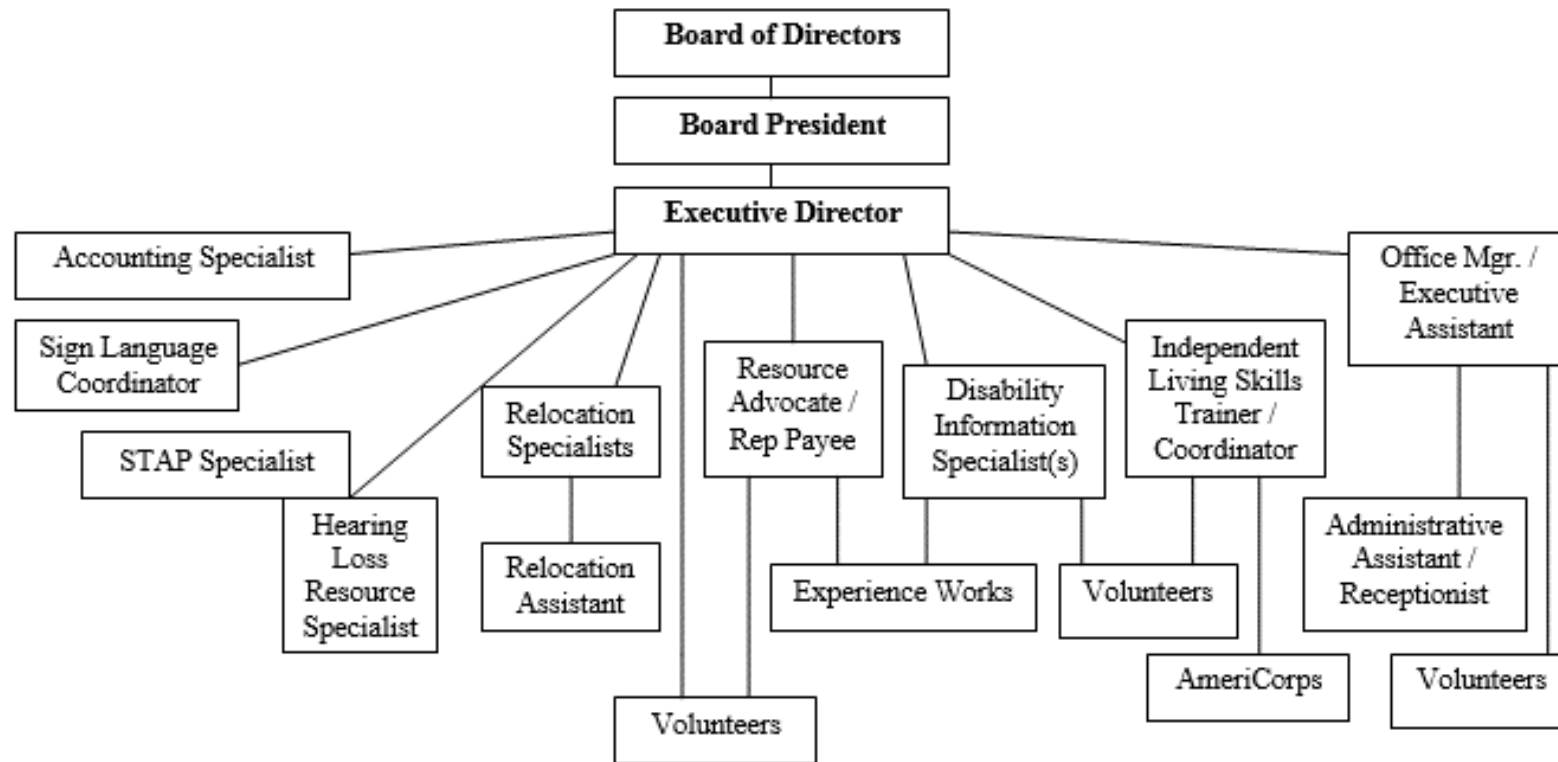 Board of Directors
Board President
Executive Director
Accounting Specialist
Office Mgr. /
Executive
Assistant
Sign Language
Coordinator
Independent
Living Skills
Trainer /
Coordinator
Resource
Advocate /
Rep Payee
Disability
Information
Specialist(s)
Relocation
Specialists
STAP Specialist
Hearing
Loss
Resource
Specialist
Administrative
Assistant /
Receptionist
Relocation
Assistant
Experience Works
Volunteers
AmeriCorps
Volunteers
Volunteers